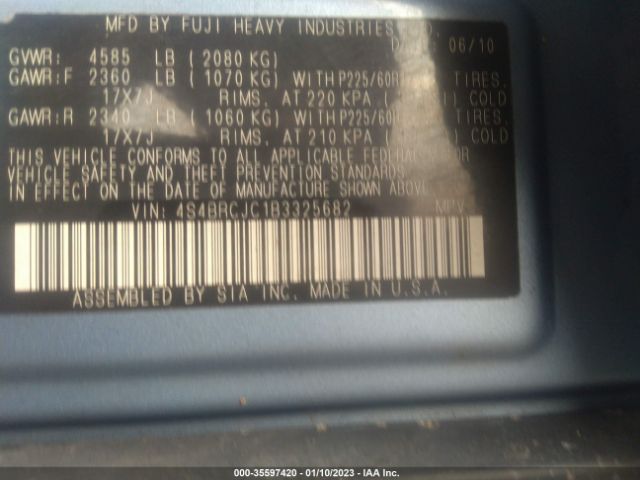 MFD BY FUJI HEAVY INDUSTRIES
06/10
GVWR: 4585 LB (2080 KG)
GAWR:F 2360 LB (1070 KG) WITH P225/60R TIRES,
17X7J RIMS, AT 220 KPA ( COLD
GAWR:R 2340 LB (1060 KG) WITH P225/60 TIRES,
17X7J RIMS, AT 210 KPA ( ) COLD
THIS VEHICLE CONFORMS TO ALL APPLICABLE FEDERAL MOTOR
VEHICLE SAFETY AND THEFT PREVENTION STANDARDS
IN EFFECT ON THE DATE OF MANUFACTURE SHOWN ABOVE.
VIN: 4S4BRCJC1B3325682 MPV
ASSEMBLED BY SIA INC. MADE IN U.S.A.
000-35597420 - 01/10/2023 - IAA Inc.